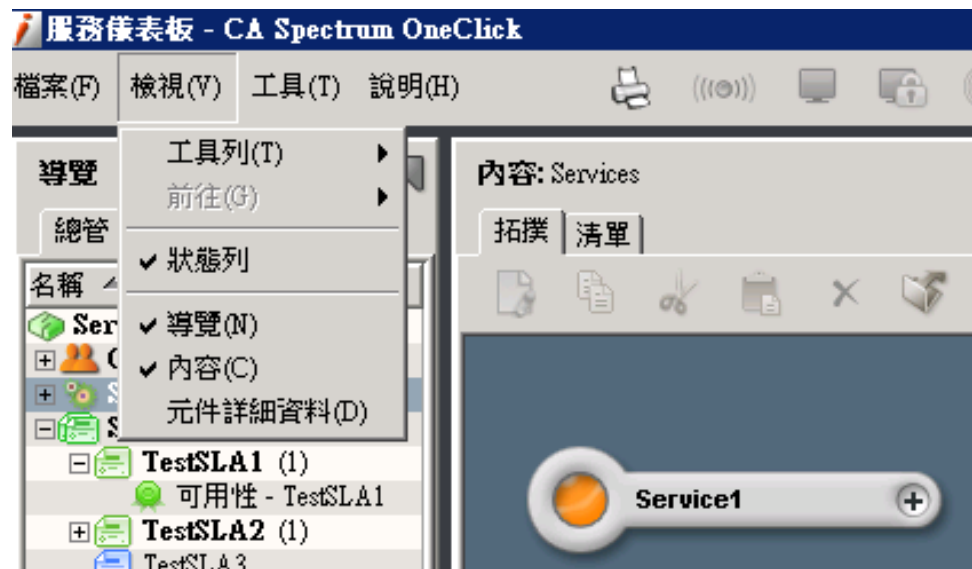 服務儀表板 - CA Spectrum OneClick
檔案(F) 檢視(V) 工具(T) 說明(H)
工具列(T)
前往(G)
狀態列
導覽(N)
內容(C)
元件詳細資料(D)
導覽
總管
名稱
Ser
TestSLA1 (1)
可用性 - TestSLA1
TestSLA2 (1)
TestSLA3
內容: Services
拓撲 清單
Service1